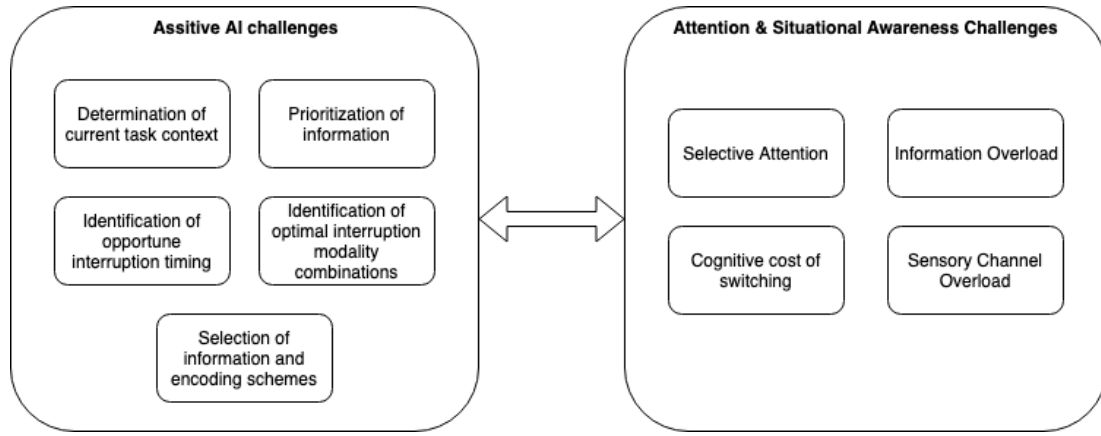 Assitive AI challenges
Determination of
current task context
Prioritization of
information
Identification of
opportune
interruption timing
Identification of
optimal interruption
modality
combinations
Selection of
information and
encoding schemes
Attention & Situational Awareness Challenges
Selective Attention
Information Overload
Cognitive cost of
switching
Sensory Channel
Overload